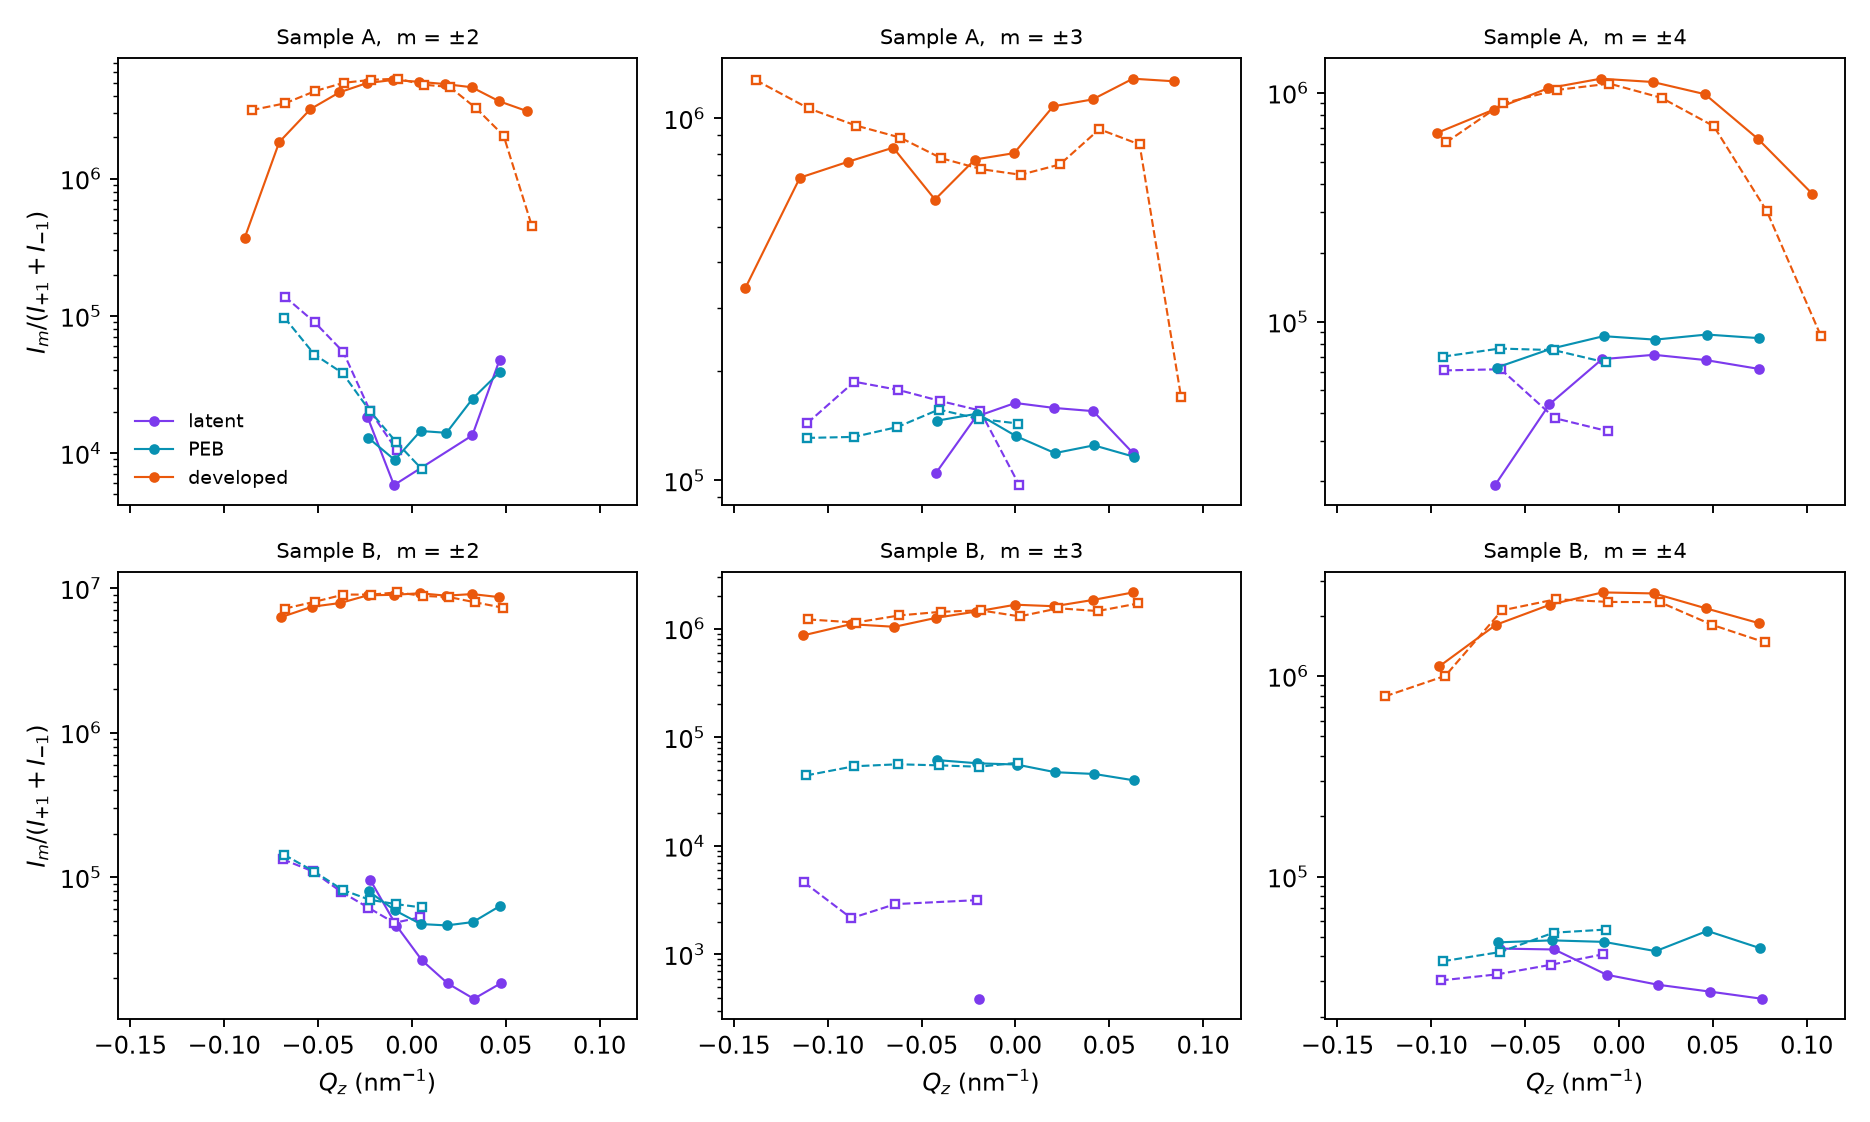 Sample A, m = ±2
Sample A, m = ±3
Sample A, m = ±4
I_m/(I_{+1} + I_{−1})
10^6
10^5
10^4
latent
PEB
developed
10^6
10^5
10^6
10^5
Sample B, m = ±2
Sample B, m = ±3
Sample B, m = ±4
I_m/(I_{+1} + I_{−1})
10^7
10^6
10^5
10^6
10^5
10^4
10^3
10^6
10^5
−0.15 −0.10 −0.05 0.00 0.05 0.10
−0.15 −0.10 −0.05 0.00 0.05 0.10
−0.15 −0.10 −0.05 0.00 0.05 0.10
Q_z (nm^{−1})
Q_z (nm^{−1})
Q_z (nm^{−1})